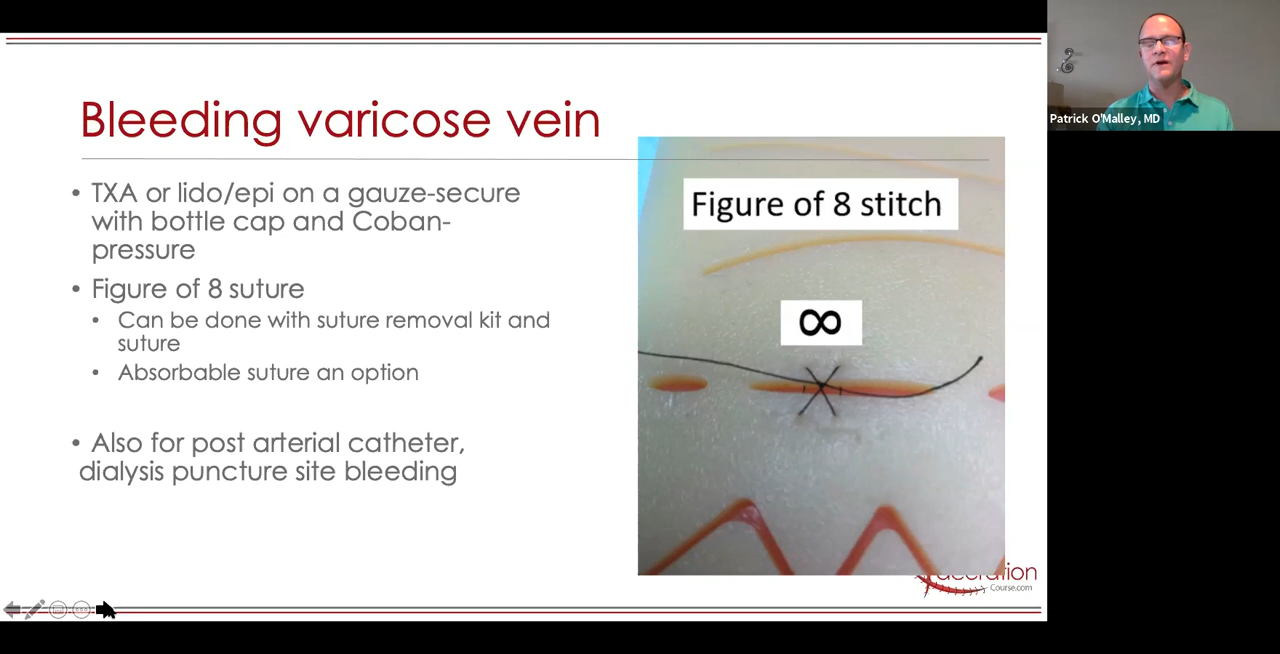 Bleeding varicose vein
• TXA or lido/epi on a gauze-secure
with bottle cap and Coban-
pressure
• Figure of 8 suture
• Can be done with suture removal kit and
suture
• Absorbable suture an option
• Also for post arterial catheter,
dialysis puncture site bleeding
Figure of 8 stitch
∞
Course.com
Patrick O'Malley, MD